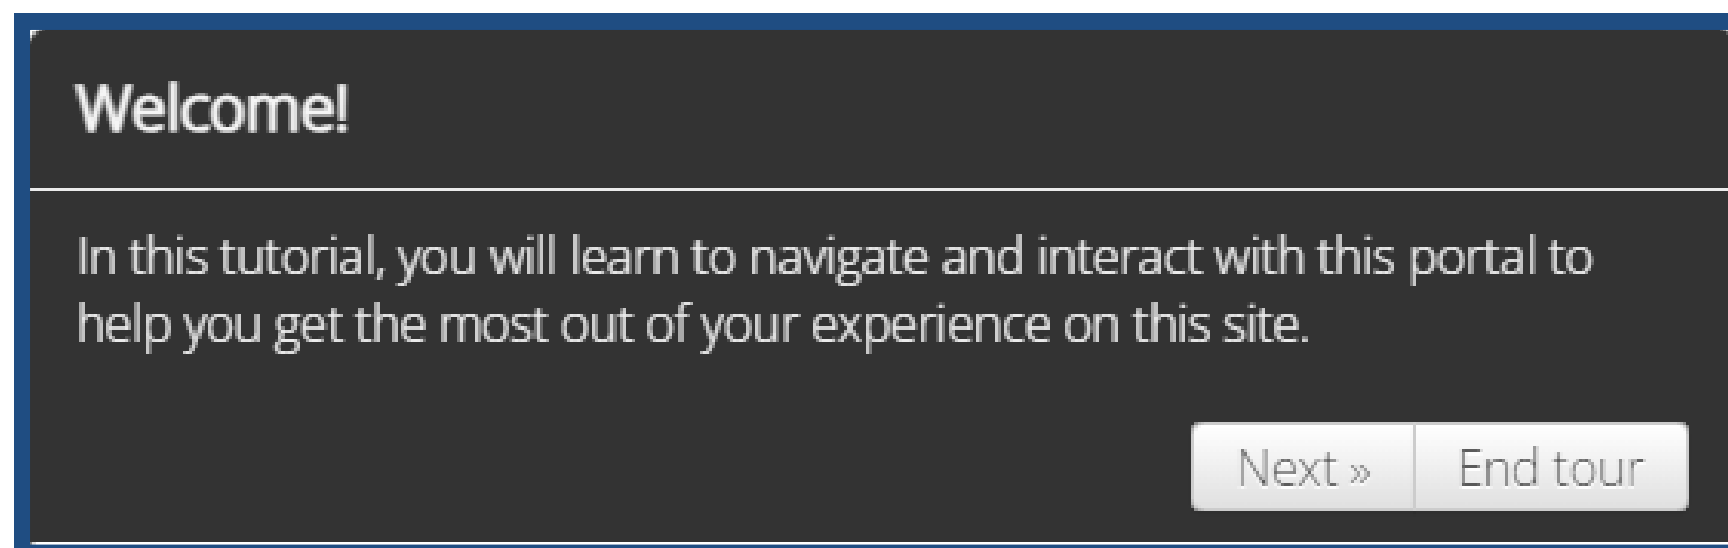 Welcome!
In this tutorial, you will learn to navigate and interact with this portal to
help you get the most out of your experience on this site.
Next »
End tour